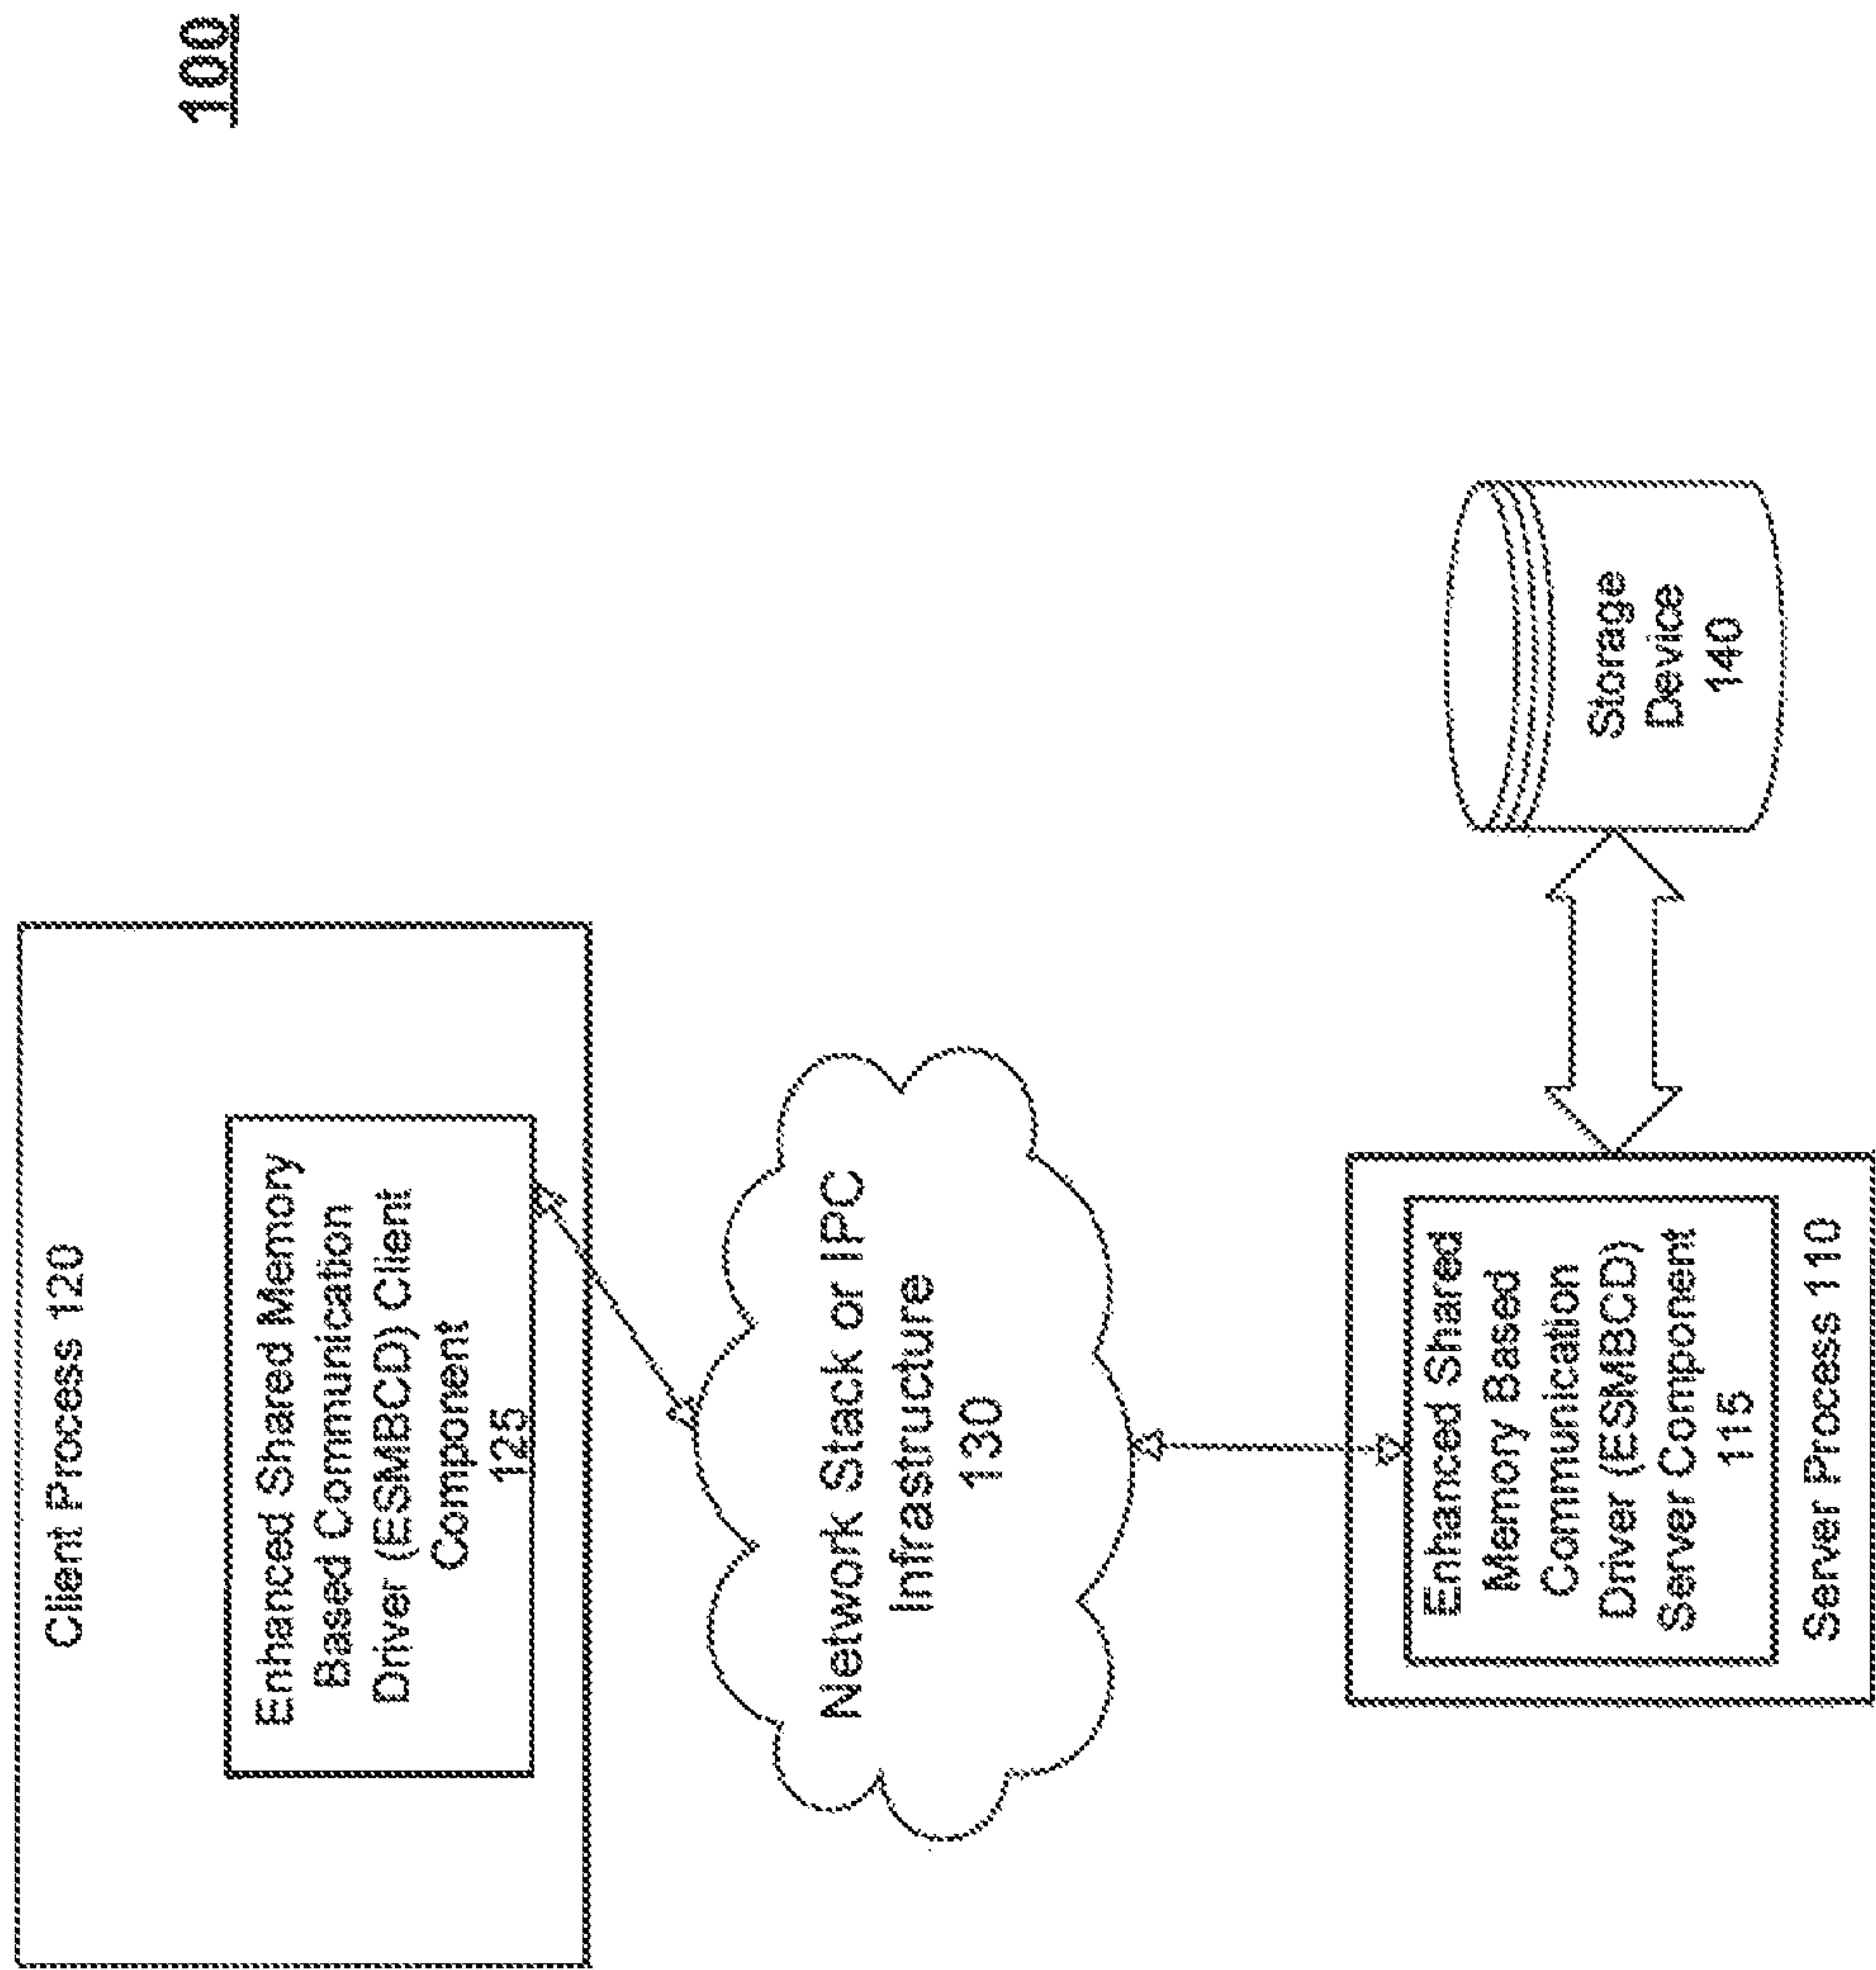 100
Client Process 120
Enhanced Shared Memory
Based Communication
Driver (ESMBCD) Client
Component
125
Network Stack or IPC
Infrastructure
130
Enhanced Shared
Memory Based
Communication
Driver (ESMBCD)
Server Component
115
Server Process 110
Storage
Device
140